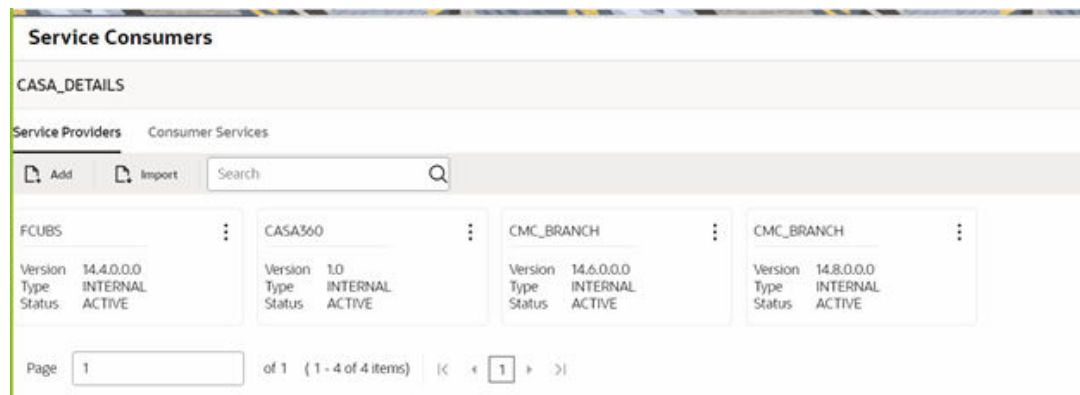 Service Consumers
CASA_DETAILS
Service Providers Consumer Services
Add Import Search
FCUBS CASA360 CMC_BRANCH CMC_BRANCH
Version 14.4.0.0.0 Version 1.0 Version 14.6.0.0.0 Version 14.8.0.0.0
Type INTERNAL Type INTERNAL Type INTERNAL Type INTERNAL
Status ACTIVE Status ACTIVE Status ACTIVE Status ACTIVE
Page 1 of 1 ( 1 - 4 of 4 items) 1